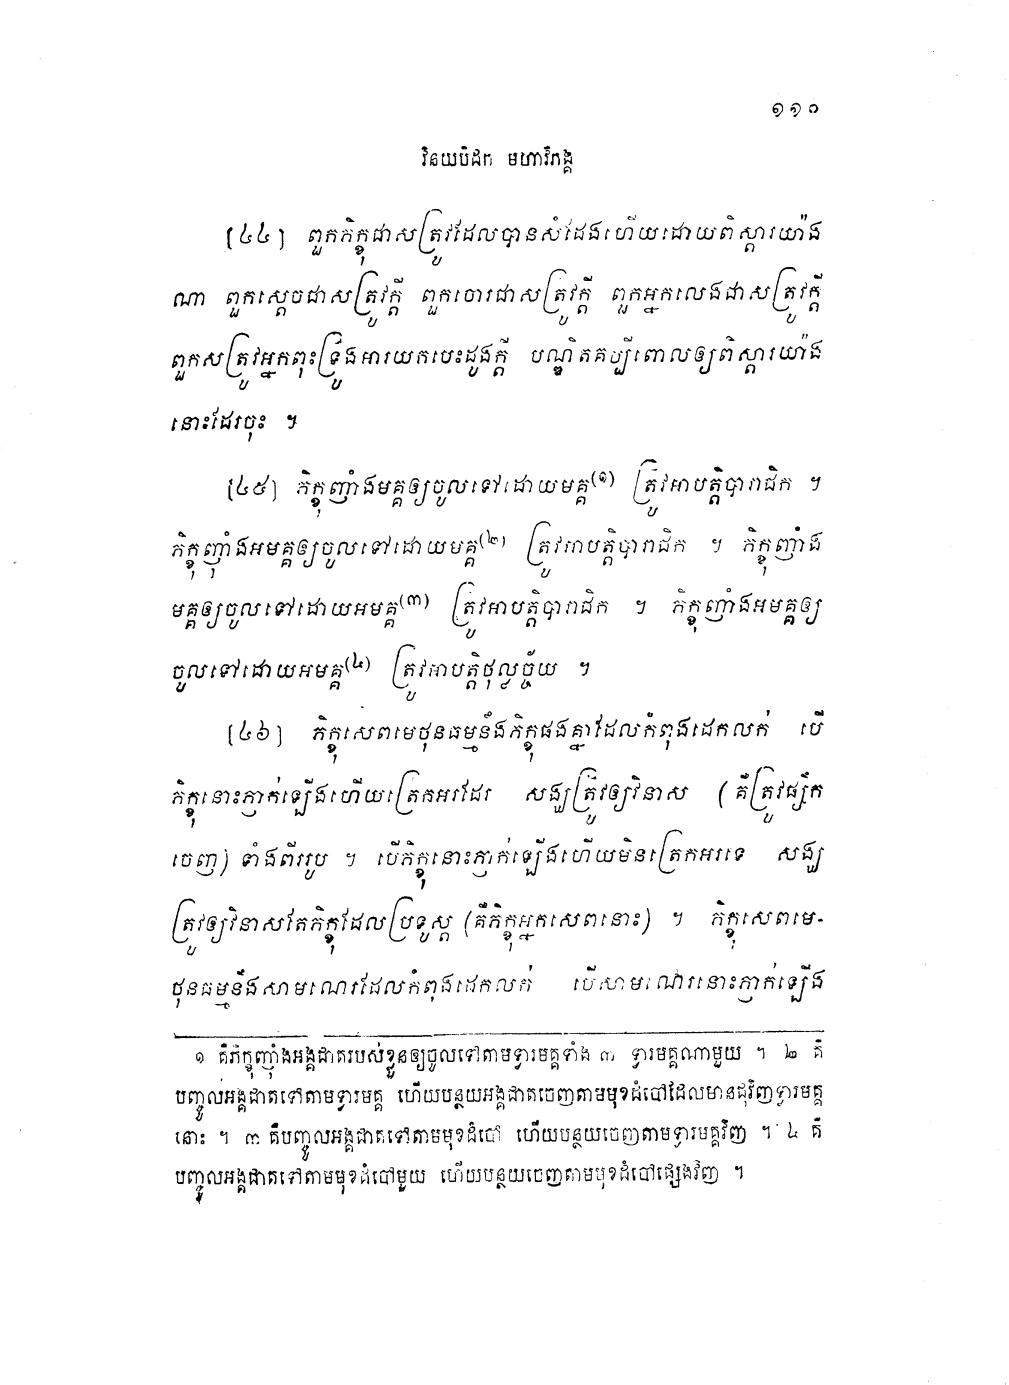 ១១១
វិនយបិដក មហាវិភង្គ
[៤៤] ពួកភិក្ខុជាសត្រូវដែលបានសំដែងហើយដោយពិស្តារយ៉ាង
ណា ពួកស្តេចជាសត្រូវក្តី ពួកចោរជាសត្រូវក្តី ពួកអ្នកលេងជាសត្រូវក្តី
ពួកសត្រូវអ្នកពុះទ្រូងអារយកបេះដូងក្តី បណ្ឌិតគប្បីពោលឲ្យពិស្តារយ៉ាង
នោះដែរចុះ ។
[៤៥] ភិក្ខុញ៉ាំងមគ្គឲ្យចូលទៅដោយមគ្គ(១) ត្រូវអាបត្តិបារាជិក ។
ភិក្ខុញ៉ាំងអមគ្គឲ្យចូលទៅដោយមគ្គ(២) ត្រូវអាបត្តិបារាជិក ។ ភិក្ខុញ៉ាំង
មគ្គឲ្យចូលទៅដោយអមគ្គ(៣) ត្រូវអាបត្តិបារាជិក ។ ភិក្ខុញ៉ាំងអមគ្គឲ្យ
ចូលទៅដោយអមគ្គ(៤) ត្រូវអាបត្តិថុល្លច្ច័យ ។
[៤៦] ភិក្ខុសេពមេថុនធម្មនឹងភិក្ខុផងគ្នាដែលកំពុងដេកលក់ បើ
ភិក្ខុនោះភ្ញាក់ឡើងហើយត្រេកអរដែរ សង្ឃត្រូវឲ្យវិនាស (គឺត្រូវផ្សឹក
ចេញ) ទាំងពីររូប ។ បើភិក្ខុនោះភ្ញាក់ឡើងហើយមិនត្រេកអរទេ សង្ឃ
ត្រូវឲ្យវិនាសតែភិក្ខុដែលប្រទូស្ត (គឺភិក្ខុអ្នកសេពនោះ) ។ ភិក្ខុសេពមេ-
ថុនធម្មនឹងសាមណេរដែលកំពុងដេកលក់ បើសាមណេរនោះភ្ញាក់ឡើង
១ គឺភិក្ខុញ៉ាំងអង្គជាតរបស់ខ្លួនឲ្យចូលទៅតាមទ្វារមគ្គទាំង ៣ ទ្វារមគ្គណាមួយ ។ ២ គឺ
បញ្ចូលអង្គជាតទៅតាមទ្វារមគ្គ ហើយបន្ថយអង្គជាតចេញតាមមុខដំបៅដែលមានជុំវិញទ្វារមគ្គ
នោះ ។ ៣ គឺបញ្ចូលអង្គជាតទៅតាមមុខដំបៅ ហើយបន្ថយចេញតាមទ្វារមគ្គវិញ ។ ៤ គឺ
បញ្ចូលអង្គជាតទៅតាមមុខដំបៅមួយ ហើយបន្ថយចេញតាមមុខដំបៅផ្សេងវិញ ។